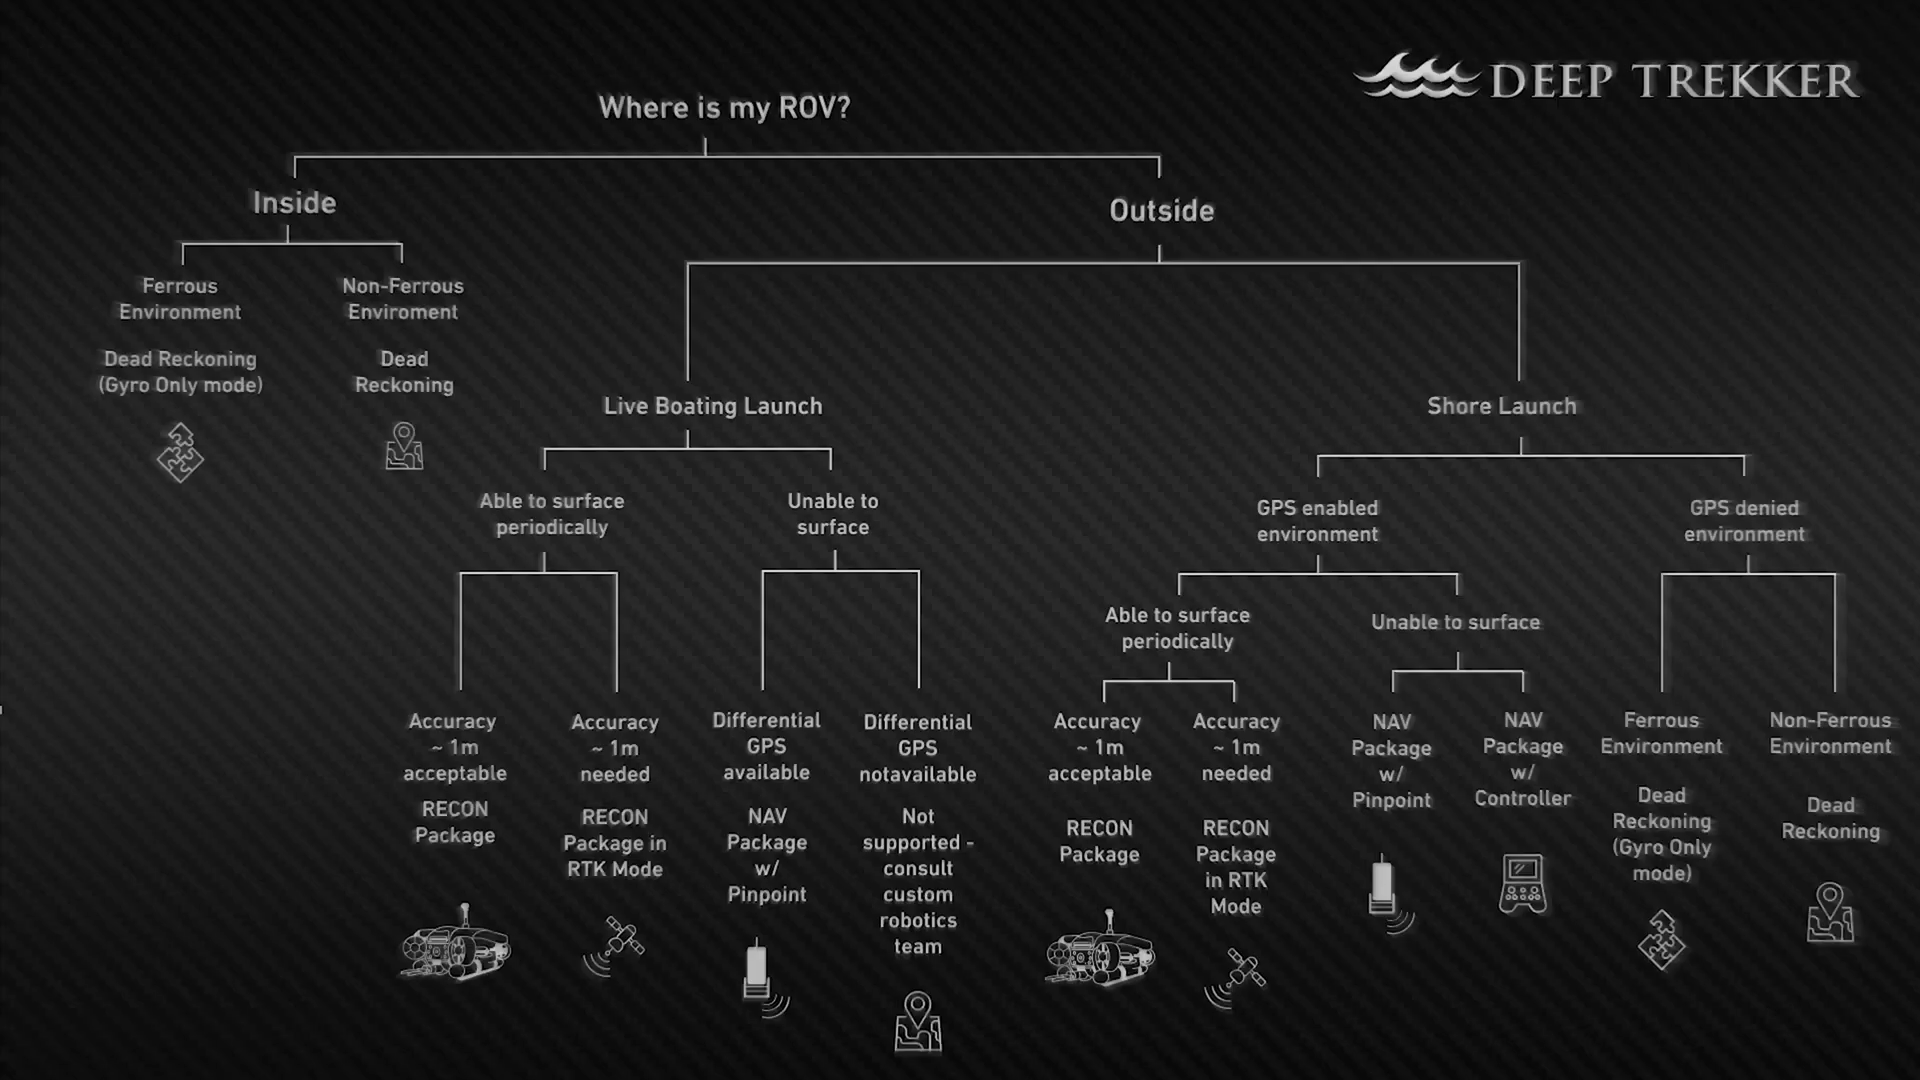 DEEP TREKKER
Where is my ROV?
Inside
Outside
Ferrous
Environment
Dead Reckoning
(Gyro Only mode)
Non-Ferrous
Enviroment
Dead
Reckoning
Live Boating Launch
Shore Launch
Able to surface
periodically
Unable to
surface
GPS enabled
environment
GPS denied
environment
Able to surface
periodically
Unable to surface
Accuracy
~ 1m
acceptable
RECON
Package
Accuracy
~ 1m
needed
RECON
Package in
RTK Mode
Differential
GPS
available
NAV
Package
w/
Pinpoint
Differential
GPS
notavailable
Not
supported -
consult
custom
robotics
team
Accuracy
~ 1m
acceptable
RECON
Package
Accuracy
~ 1m
needed
RECON
Package
in RTK
Mode
NAV
Package
w/
Pinpoint
NAV
Package
w/
Controller
Ferrous
Environment
Dead
Reckoning
(Gyro Only
mode)
Non-Ferrous
Environment
Dead
Reckoning